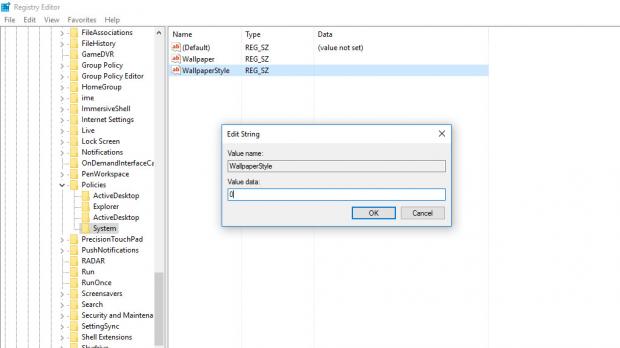 Registry Editor
File Edit View Favorites Help
FileAssociations
FileHistory
GameDVR
Group Policy
Group Policy Editor
HomeGroup
ime
ImmersiveShell
Internet Settings
Live
Lock Screen
Notifications
OnDemandInterfaceCa
PenWorkspace
Policies
ActiveDesktop
Explorer
ActiveDesktop
System
PrecisionTouchPad
PushNotifications
RADAR
Run
RunOnce
Screensavers
Search
Security and Maintena
SettingSync
Shell Extensions
Name Type Data
ab (Default) REG_SZ (value not set)
ab Wallpaper REG_SZ
ab WallpaperStyle REG_SZ
Edit String
Value name:
WallpaperStyle
Value data:
0
OK Cancel